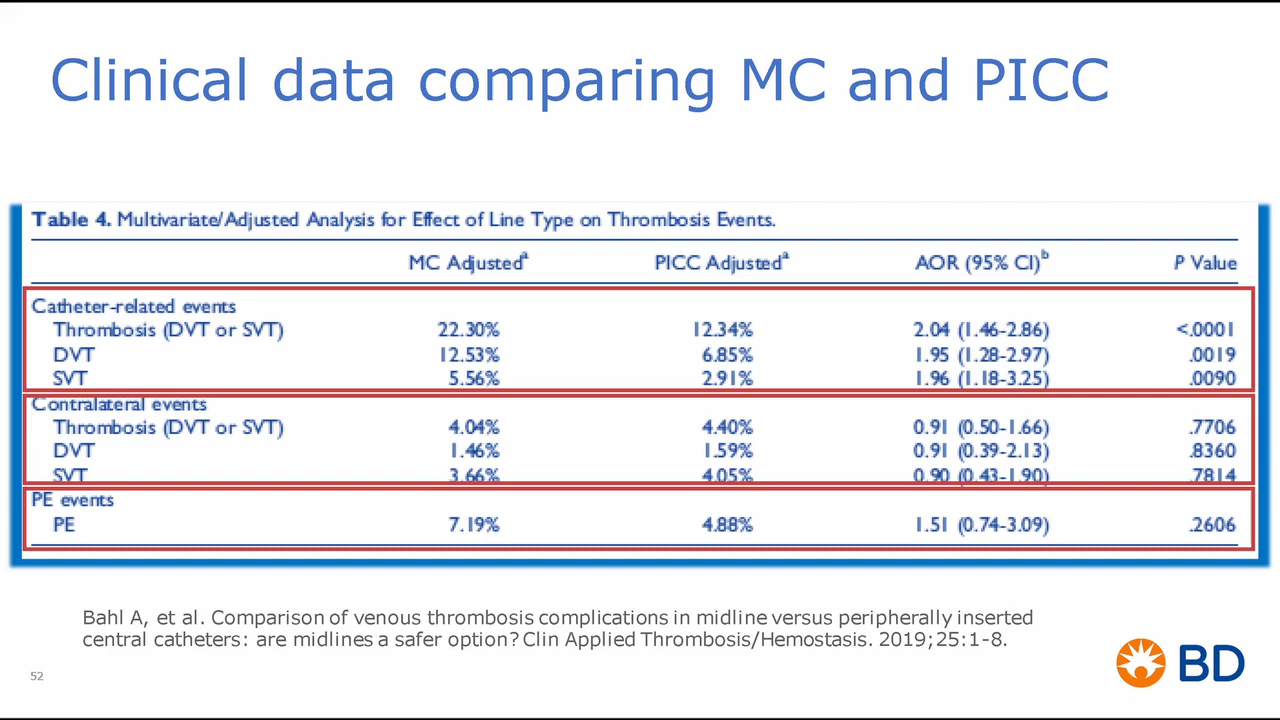 Clinical data comparing MC and PICC
Table 4. Multivariate/Adjusted Analysis for Effect of Line Type on Thrombosis Events.
MC Adjusteda PICC Adjusteda AOR (95% CI)b P Value
Catheter-related events
Thrombosis (DVT or SVT) 22.30% 12.34% 2.04 (1.46-2.86) <.0001
DVT 12.53% 6.85% 1.95 (1.28-2.97) .0019
SVT 5.56% 2.91% 1.96 (1.18-3.25) .0090
Contralateral events
Thrombosis (DVT or SVT) 4.04% 4.40% 0.91 (0.50-1.66) .7706
DVT 1.46% 1.59% 0.91 (0.39-2.13) .8360
SVT 3.66% 4.05% 0.90 (0.43-1.90) .7814
PE events
PE 7.19% 4.88% 1.51 (0.74-3.09) .2606
Bahl A, et al. Comparison of venous thrombosis complications in midline versus peripherally inserted
central catheters: are midlines a safer option? Clin Applied Thrombosis/Hemostasis. 2019;25:1-8.
52
BD